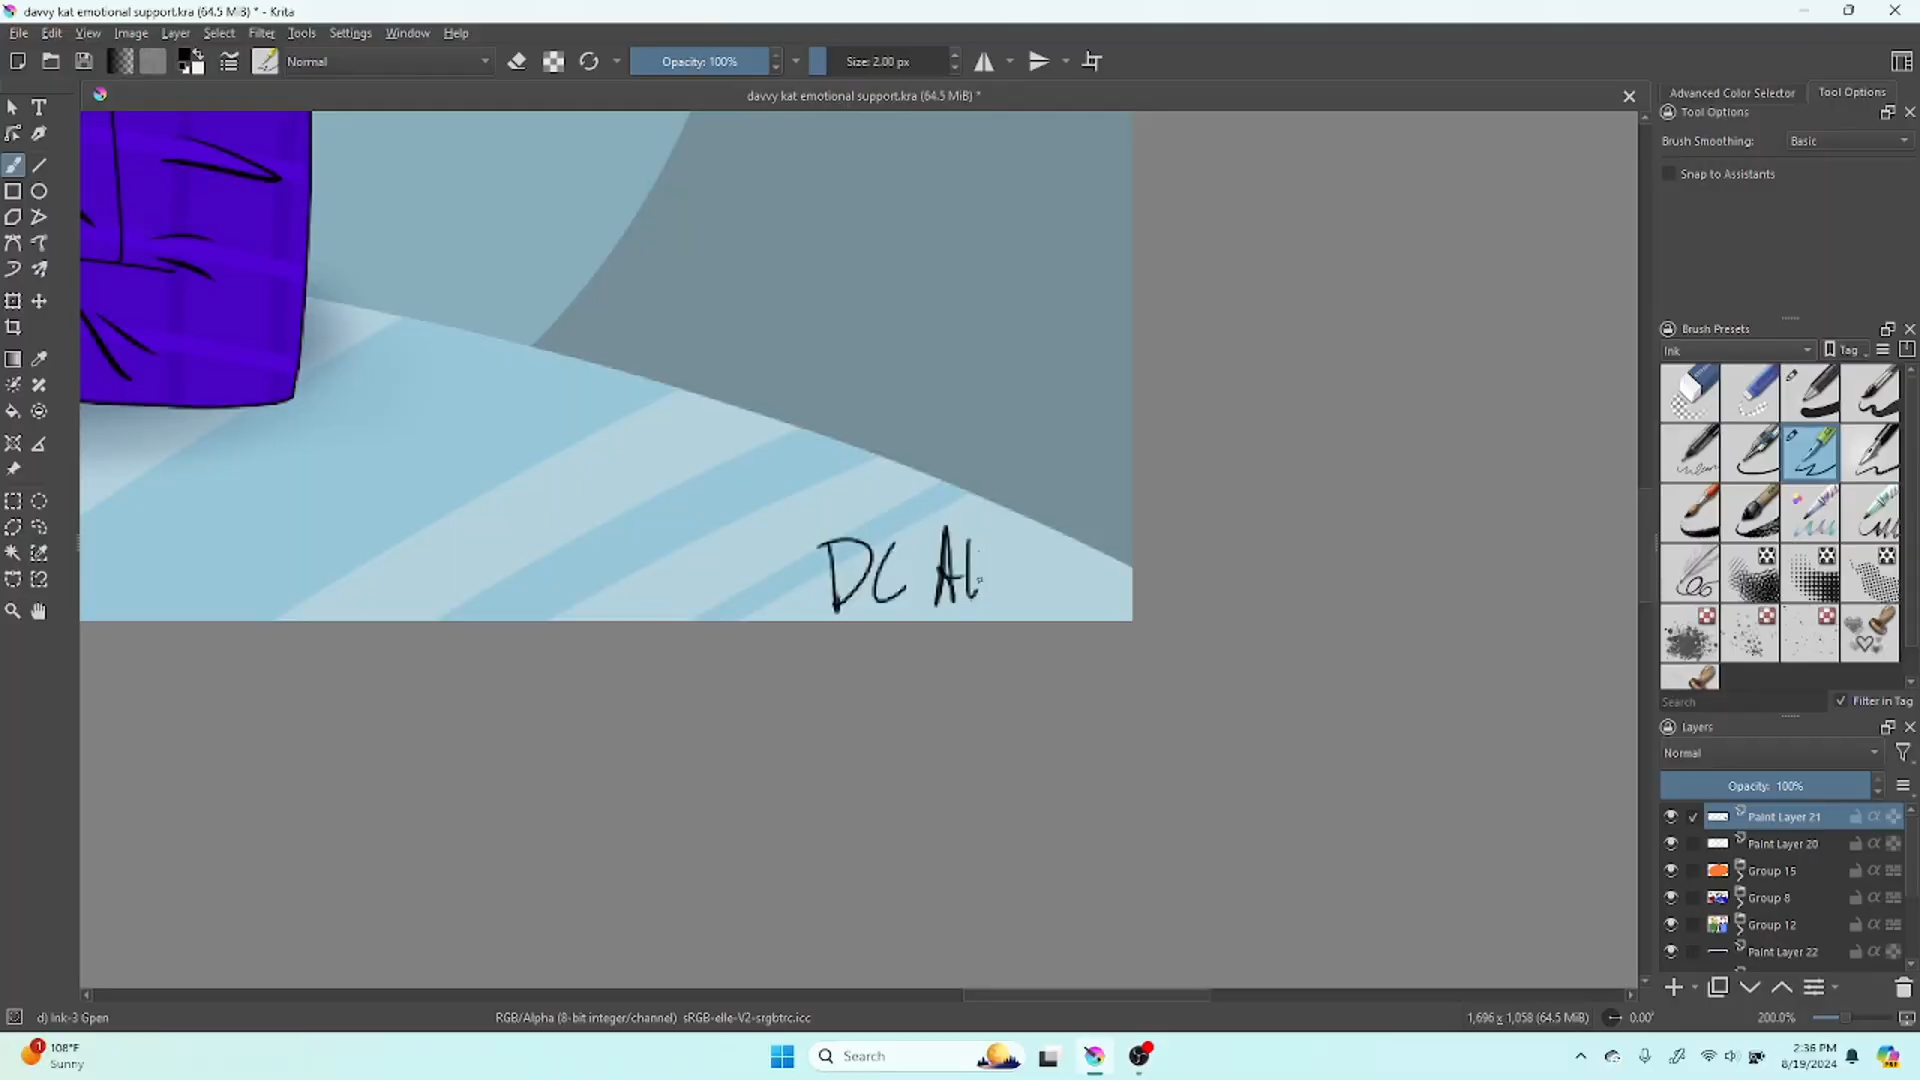 davvy kat emotional support.kra (64.5 MiB) * - Krita
File Edit View Image Layer Select Filter Tools Settings Window Help
Normal Opacity: 100% Size: 2.00 px
davvy kat emotional support.kra (64.5 MiB) *
Advanced Color Selector Tool Options
Tool Options
Brush Smoothing: Basic
Snap to Assistants
Brush Presets
Ink Tag
DC Al
Search Filter in Tag
Layers
Normal
Opacity: 100%
Paint Layer 21
Paint Layer 20
Group 15
Group 8
Group 12
Paint Layer 22
d) Ink-3 Gpen RGB/Alpha (8-bit integer/channel) sRGB-elle-V2-srgbtrc.icc 1,696 x 1,058 (64.5 MiB) 0.00° 200.0%
1 108°F
Sunny
Search
2:36 PM
8/19/2024